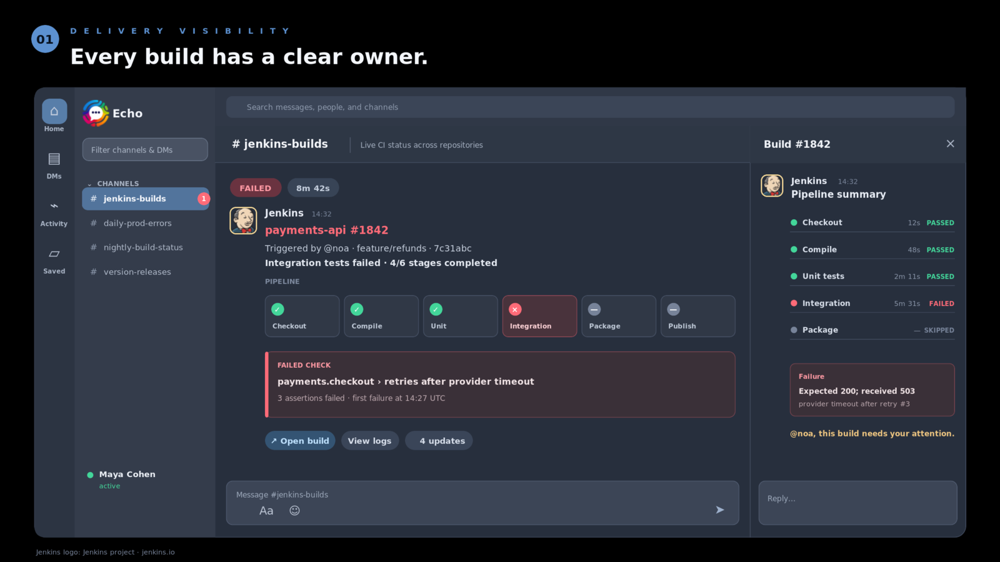 01
DELIVERY VISIBILITY
Every build has a clear owner.
Home
DMs
Activity
Saved
Echo
Filter channels & DMs
CHANNELS
# jenkins-builds 1
# daily-prod-errors
# nightly-build-status
# version-releases
Maya Cohen
active
Search messages, people, and channels
# jenkins-builds
Live CI status across repositories
FAILED 8m 42s
Jenkins 14:32
payments-api #1842
Triggered by @noa · feature/refunds · 7c31abc
Integration tests failed · 4/6 stages completed
PIPELINE
Checkout
Compile
Unit
Integration
Package
Publish
FAILED CHECK
payments.checkout › retries after provider timeout
3 assertions failed · first failure at 14:27 UTC
↗ Open build
View logs
4 updates
Message #jenkins-builds
Aa
Build #1842
Jenkins 14:32
Pipeline summary
Checkout 12s PASSED
Compile 48s PASSED
Unit tests 2m 11s PASSED
Integration 5m 31s FAILED
Package — SKIPPED
Failure
Expected 200; received 503
provider timeout after retry #3
@noa, this build needs your attention.
Reply...
Jenkins logo: Jenkins project · jenkins.io